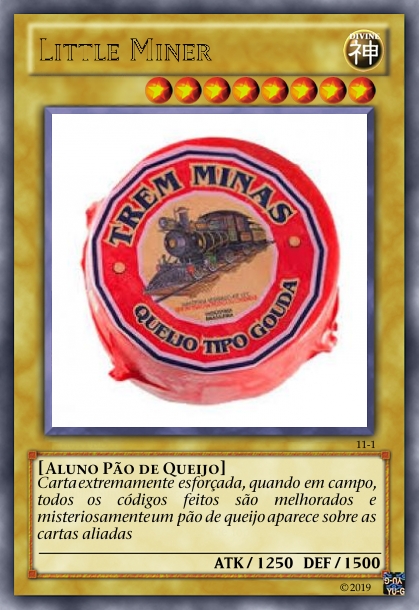 Little Miner
DIVINE
神
TREM MINAS
QUEIJO TIPO GOUDA
INDÚSTRIA
BRASILEIRA
11-1
[Aluno Pão de Queijo]
Carta extremamente esforçada, quando em campo,
todos os códigos feitos são melhorados e
misteriosamente um pão de queijo aparece sobre as
cartas aliadas
ATK / 1250 DEF / 1500
©2019